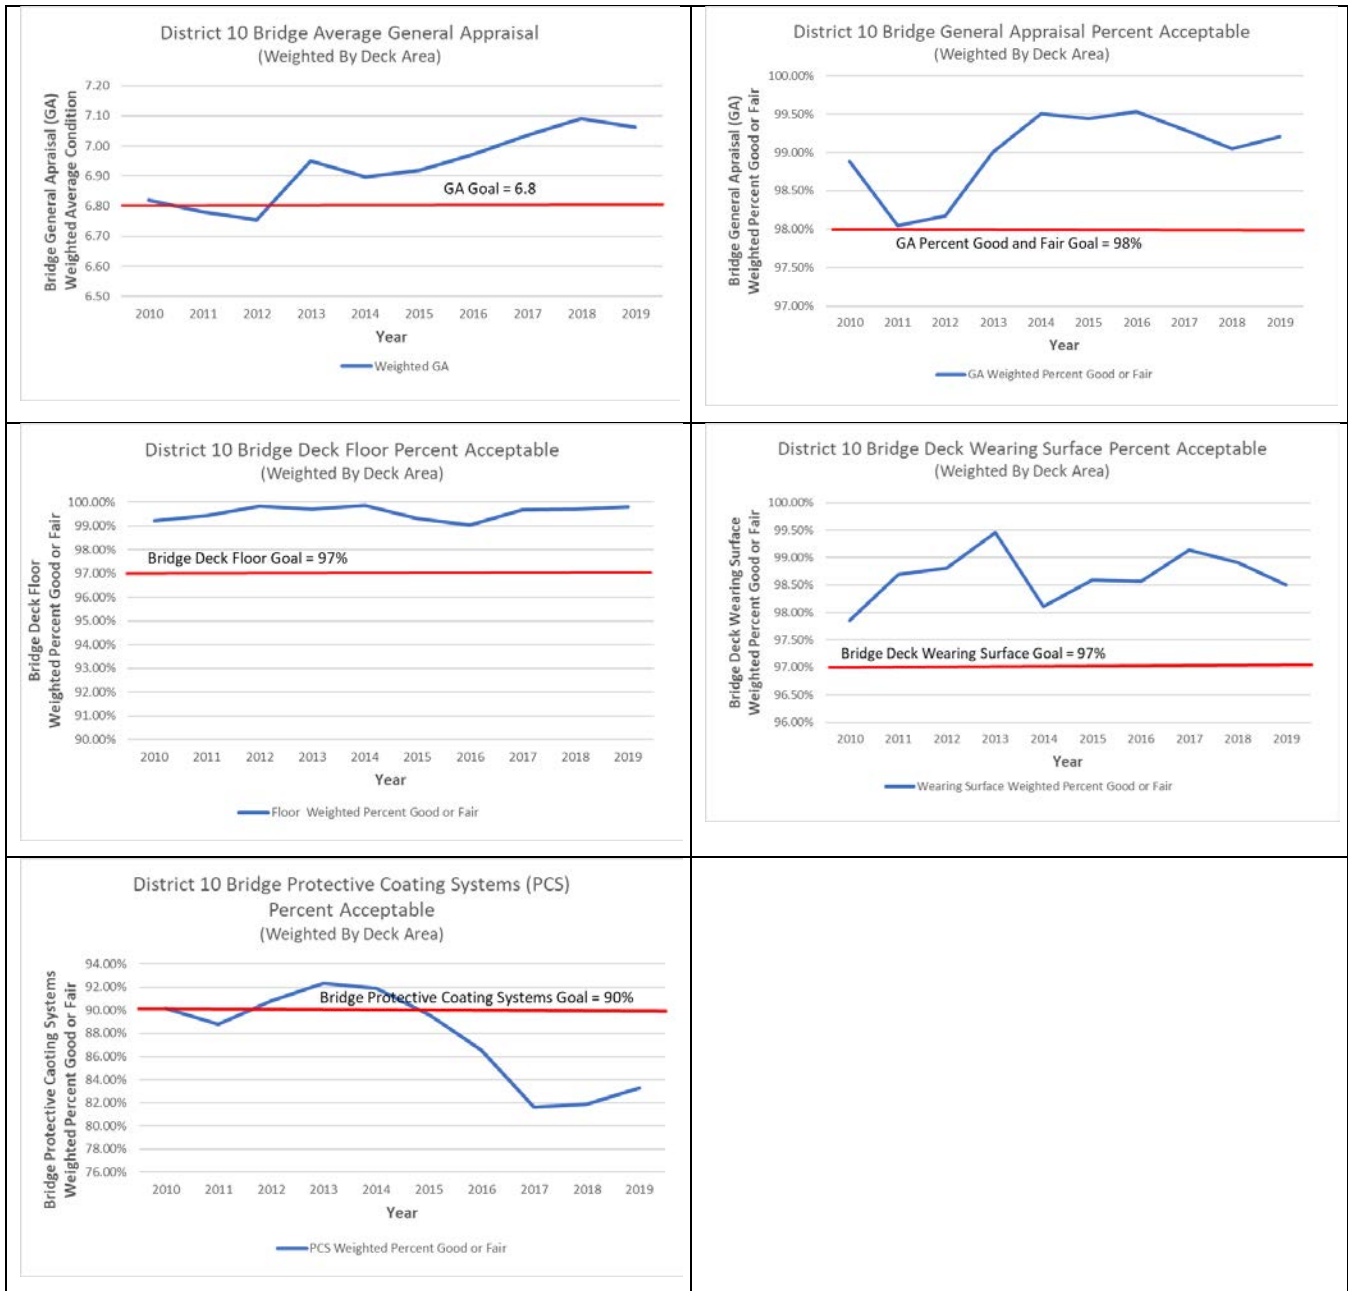 District 10 Bridge Average General Appraisal
(Weighted By Deck Area)
Bridge General Apraisal (GA)
Weighted Average Condition
7.20
7.10
7.00
6.90
6.80
6.70
6.60
6.50
GA Goal = 6.8
2010 2011 2012 2013 2014 2015 2016 2017 2018 2019
Year
Weighted GA
District 10 Bridge General Appraisal Percent Acceptable
(Weighted By Deck Area)
Bridge General Apraisal (GA)
Weighted Percent Good or Fair
100.00%
99.50%
99.00%
98.50%
98.00%
97.50%
97.00%
GA Percent Good and Fair Goal = 98%
2010 2011 2012 2013 2014 2015 2016 2017 2018 2019
Year
GA Weighted Percent Good or Fair
District 10 Bridge Deck Floor Percent Acceptable
(Weighted By Deck Area)
Bridge Deck Floor
Weighted Percent Good or Fair
100.00%
99.00%
98.00%
97.00%
96.00%
95.00%
94.00%
93.00%
92.00%
91.00%
90.00%
Bridge Deck Floor Goal = 97%
2010 2011 2012 2013 2014 2015 2016 2017 2018 2019
Year
Floor Weighted Percent Good or Fair
District 10 Bridge Deck Wearing Surface Percent Acceptable
(Weighted By Deck Area)
Bridge Deck Wearing Surface
Weighted Percent Good or Fair
100.00%
99.50%
99.00%
98.50%
98.00%
97.50%
97.00%
96.50%
96.00%
Bridge Deck Wearing Surface Goal = 97%
2010 2011 2012 2013 2014 2015 2016 2017 2018 2019
Year
Wearing Surface Weighted Percent Good or Fair
District 10 Bridge Protective Coating Systems (PCS)
Percent Acceptable
(Weighted By Deck Area)
Bridge Protective Caoting Systems
Weighted Percent Good or Fair
94.00%
92.00%
90.00%
88.00%
86.00%
84.00%
82.00%
80.00%
78.00%
76.00%
Bridge Protective Coating Systems Goal = 90%
2010 2011 2012 2013 2014 2015 2016 2017 2018 2019
Year
PCS Weighted Percent Good or Fair